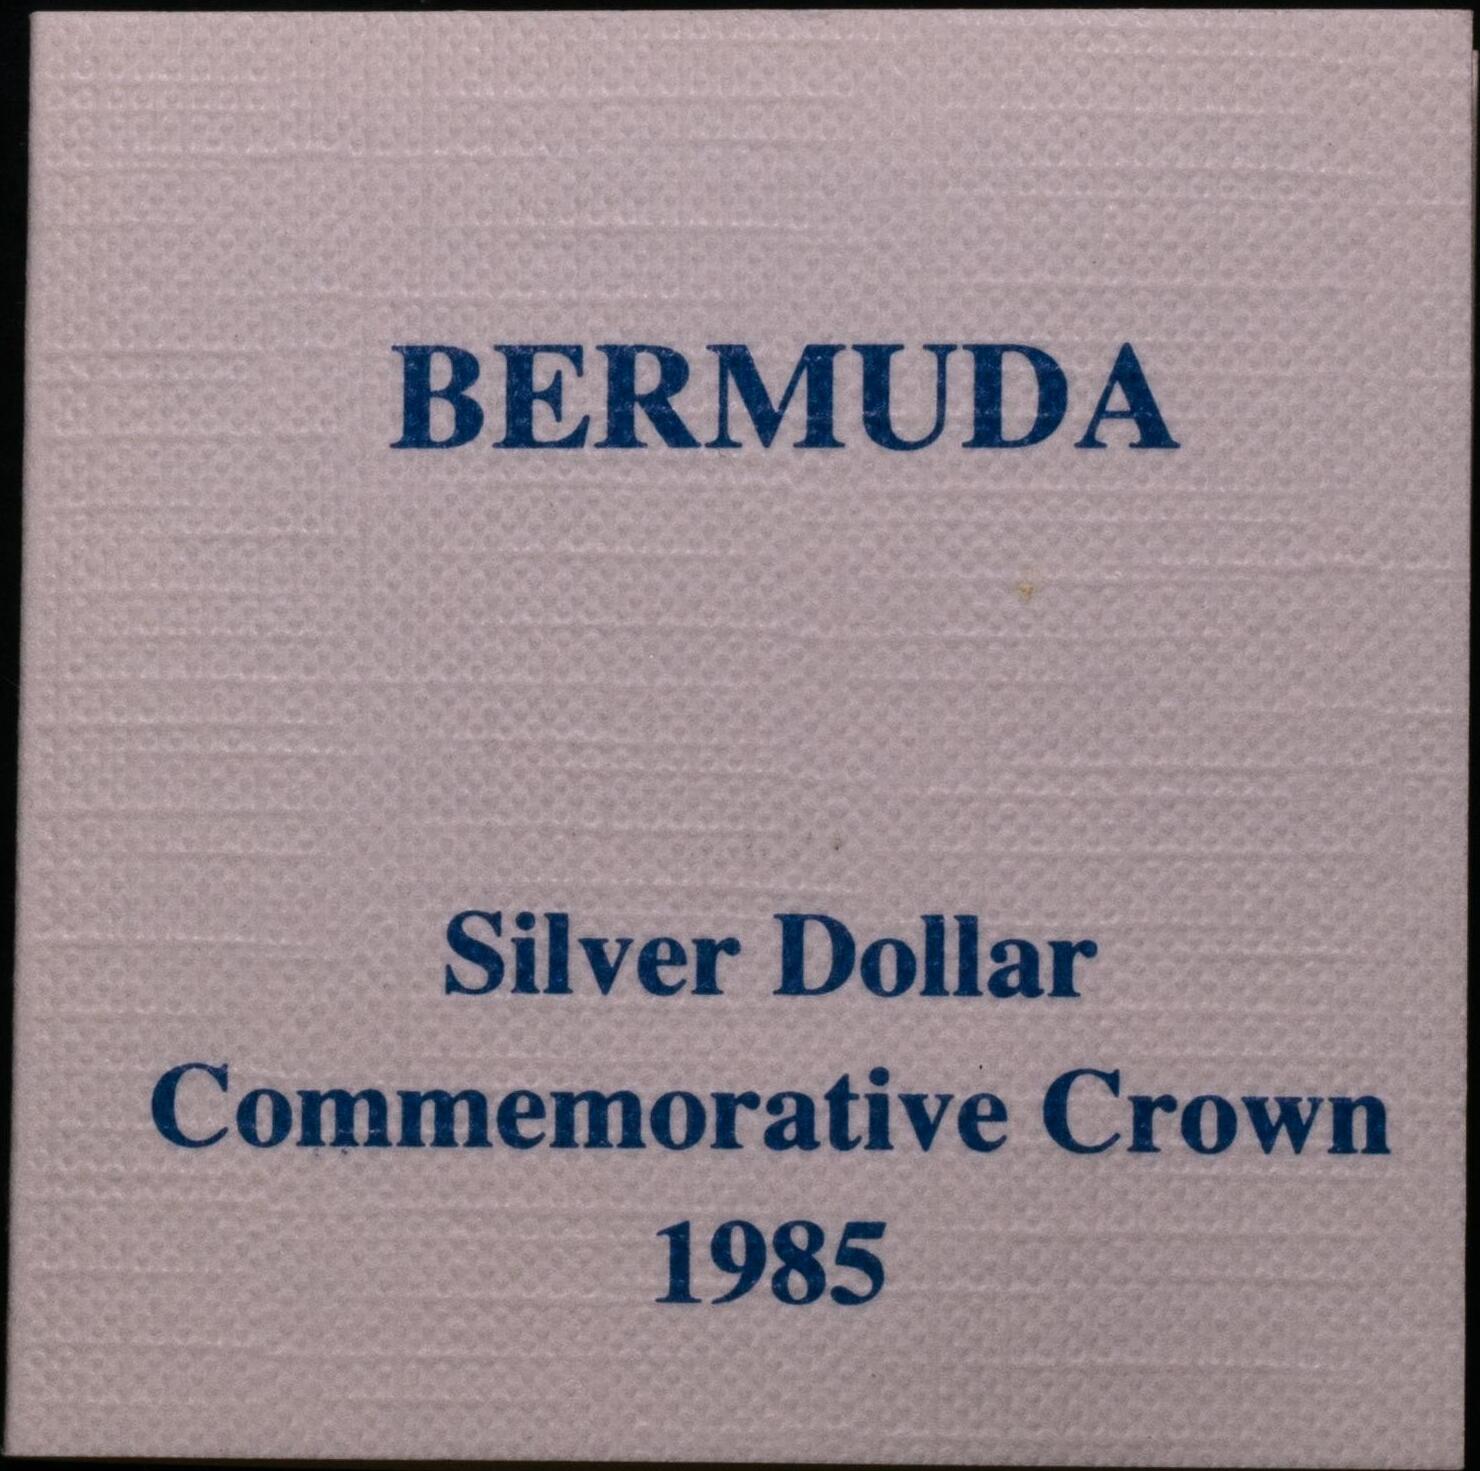 BERMUDA
Silver Dollar
Commemorative Crown
1985